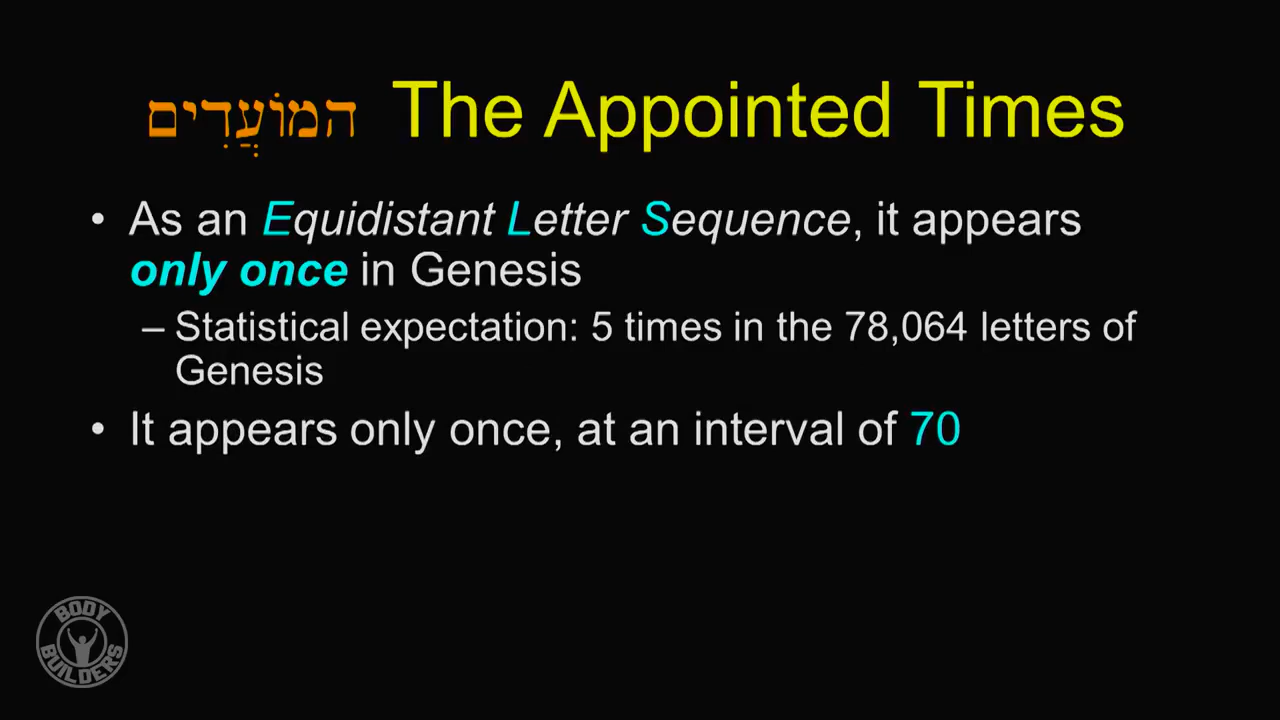 הַמּוֹעֲדִים The Appointed Times
• As an Equidistant Letter Sequence, it appears
only once in Genesis
– Statistical expectation: 5 times in the 78,064 letters of
Genesis
• It appears only once, at an interval of 70
BODY
BUILDERS